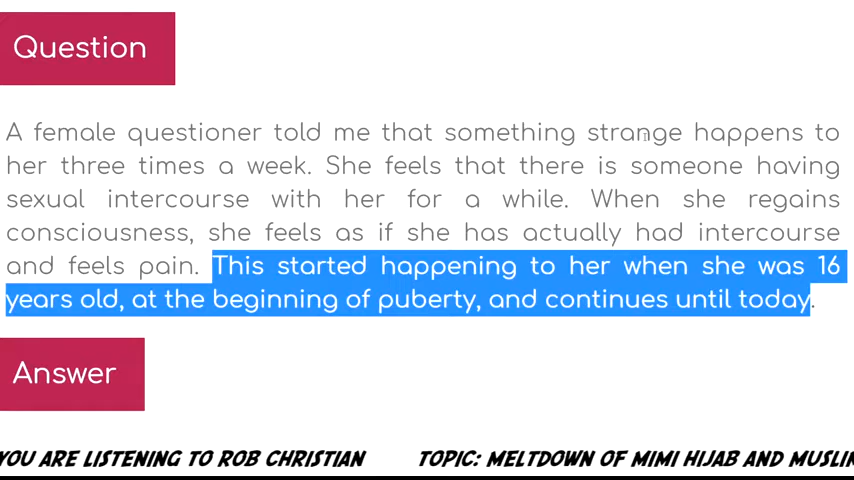 Question
A female questioner told me that something strange happens to
her three times a week. She feels that there is someone having
sexual intercourse with her for a while. When she regains
consciousness, she feels as if she has actually had intercourse
and feels pain. This started happening to her when she was 16
years old, at the beginning of puberty, and continues until today.
Answer
YOU ARE LISTENING TO ROB CHRISTIAN TOPIC: MELTDOWN OF MIMI HIJAB AND